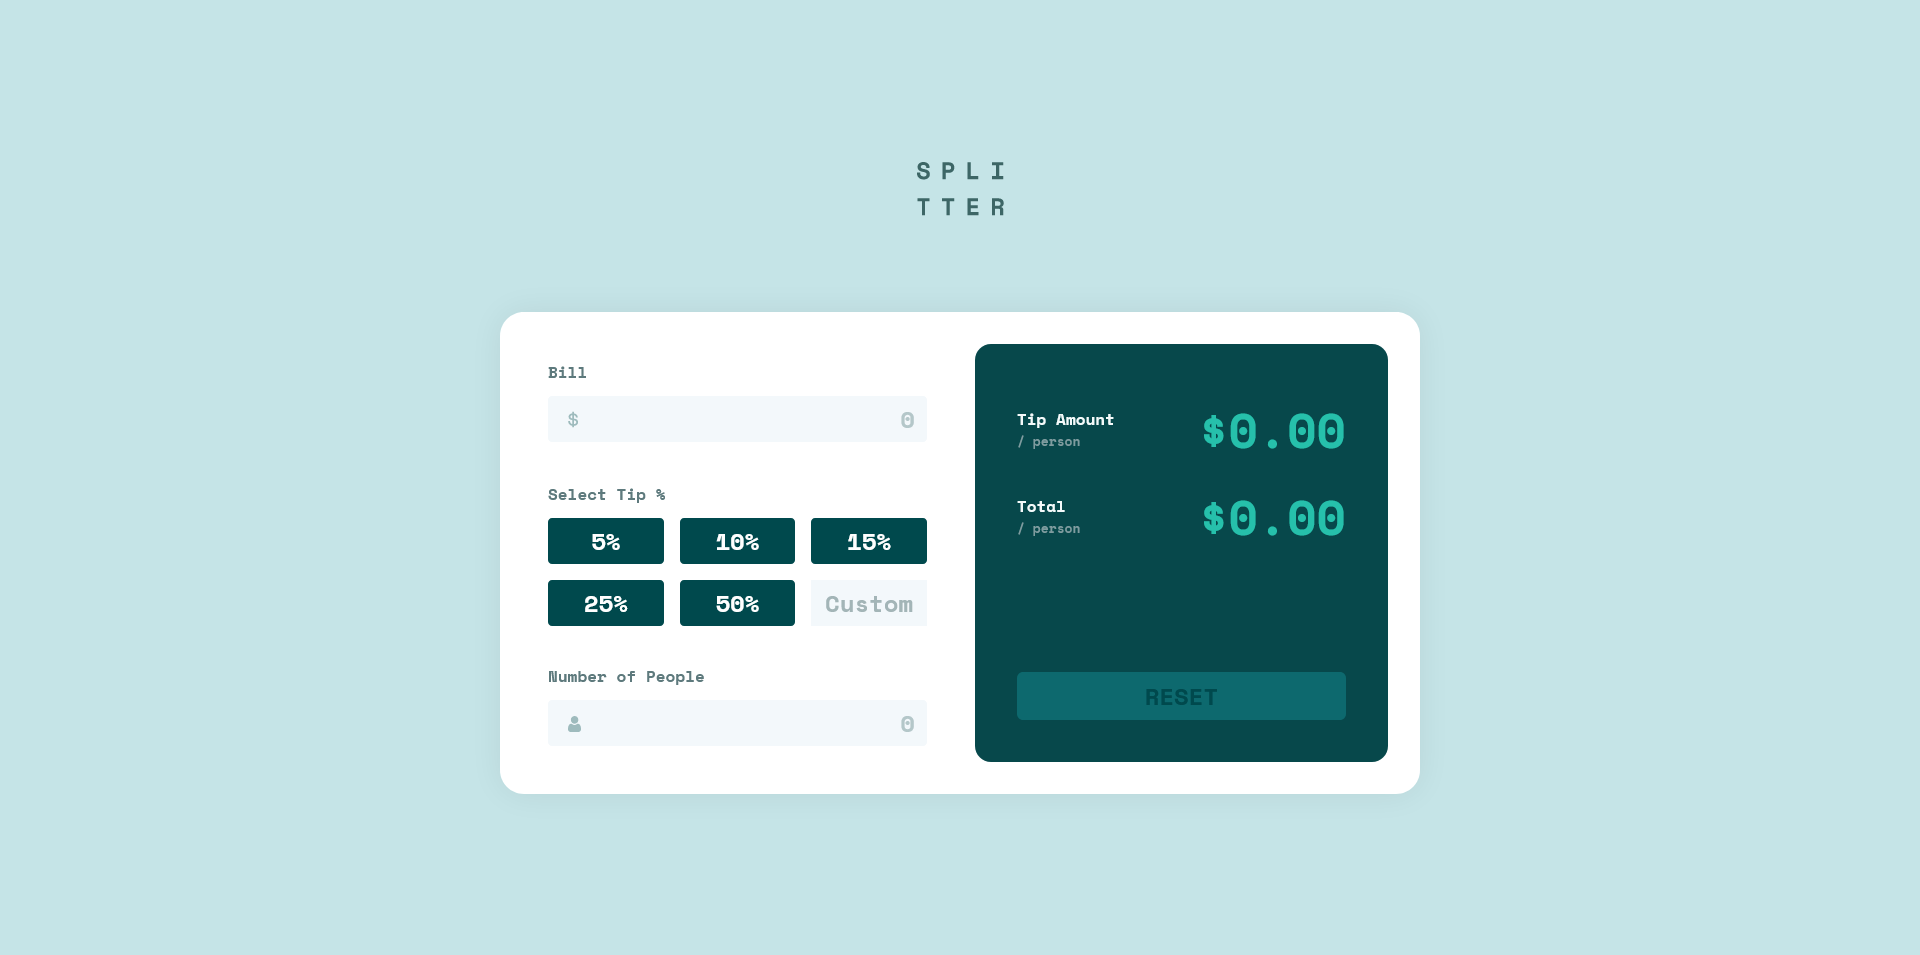 SPLI
TTER
Bill
$ 0
Select Tip %
5% 10% 15%
25% 50% Custom
Number of People
0
Tip Amount
/ person
$0.00
Total
/ person
$0.00
RESET